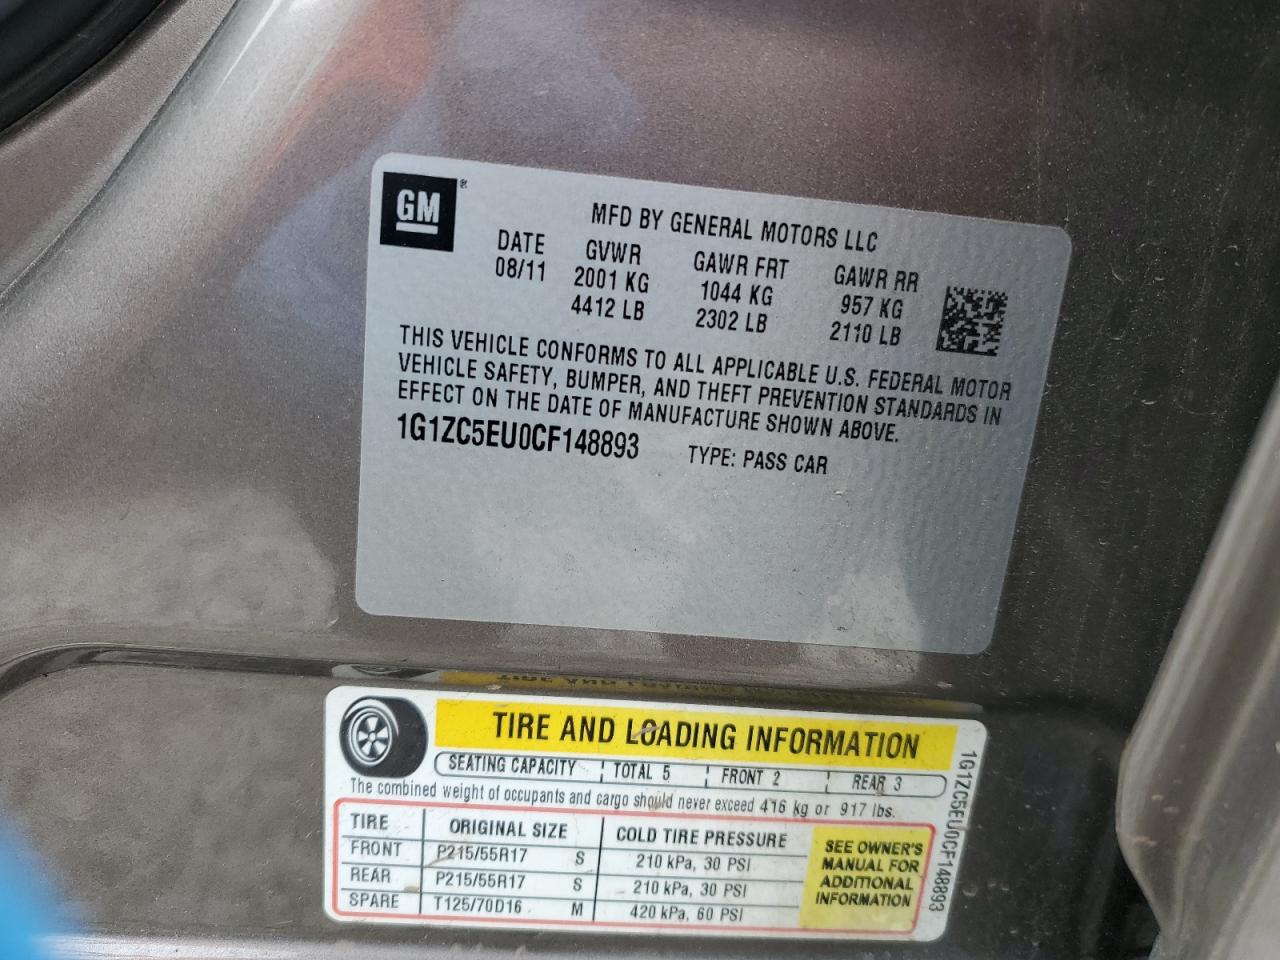 GM®
MFD BY GENERAL MOTORS LLC
DATE GVWR GAWR FRT GAWR RR
08/11 2001 KG 1044 KG 957 KG
4412 LB 2302 LB 2110 LB
THIS VEHICLE CONFORMS TO ALL APPLICABLE U.S. FEDERAL MOTOR
VEHICLE SAFETY, BUMPER, AND THEFT PREVENTION STANDARDS IN
EFFECT ON THE DATE OF MANUFACTURE SHOWN ABOVE.
1G1ZC5EU0CF148893 TYPE: PASS CAR
TIRE AND LOADING INFORMATION
SEATING CAPACITY TOTAL 5 FRONT 2 REAR 3
The combined weight of occupants and cargo should never exceed 416 kg or 917 lbs.
TIRE ORIGINAL SIZE COLD TIRE PRESSURE
FRONT P215/55R17 S 210 kPa, 30 PSI
REAR P215/55R17 S 210 kPa, 30 PSI
SPARE T125/70D16 M 420 kPa, 60 PSI
SEE OWNER'S
MANUAL FOR
ADDITIONAL
INFORMATION
1G1ZC5EU0CF148893